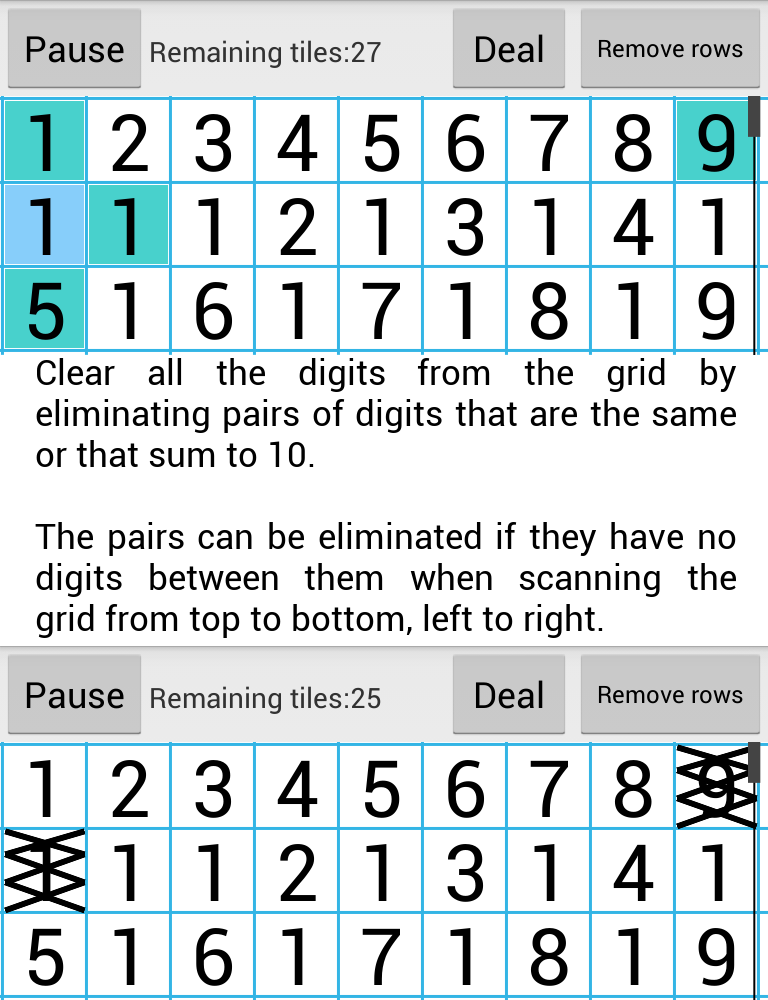 Pause Remaining tiles:27 Deal Remove rows
1 2 3 4 5 6 7 8 9
1 1 1 2 1 3 1 4 1
5 1 6 1 7 1 8 1 9
Clear all the digits from the grid by
eliminating pairs of digits that are the same
or that sum to 10.
The pairs can be eliminated if they have no
digits between them when scanning the
grid from top to bottom, left to right.
Pause Remaining tiles:25 Deal Remove rows
1 2 3 4 5 6 7 8 9
1 1 1 2 1 3 1 4 1
5 1 6 1 7 1 8 1 9